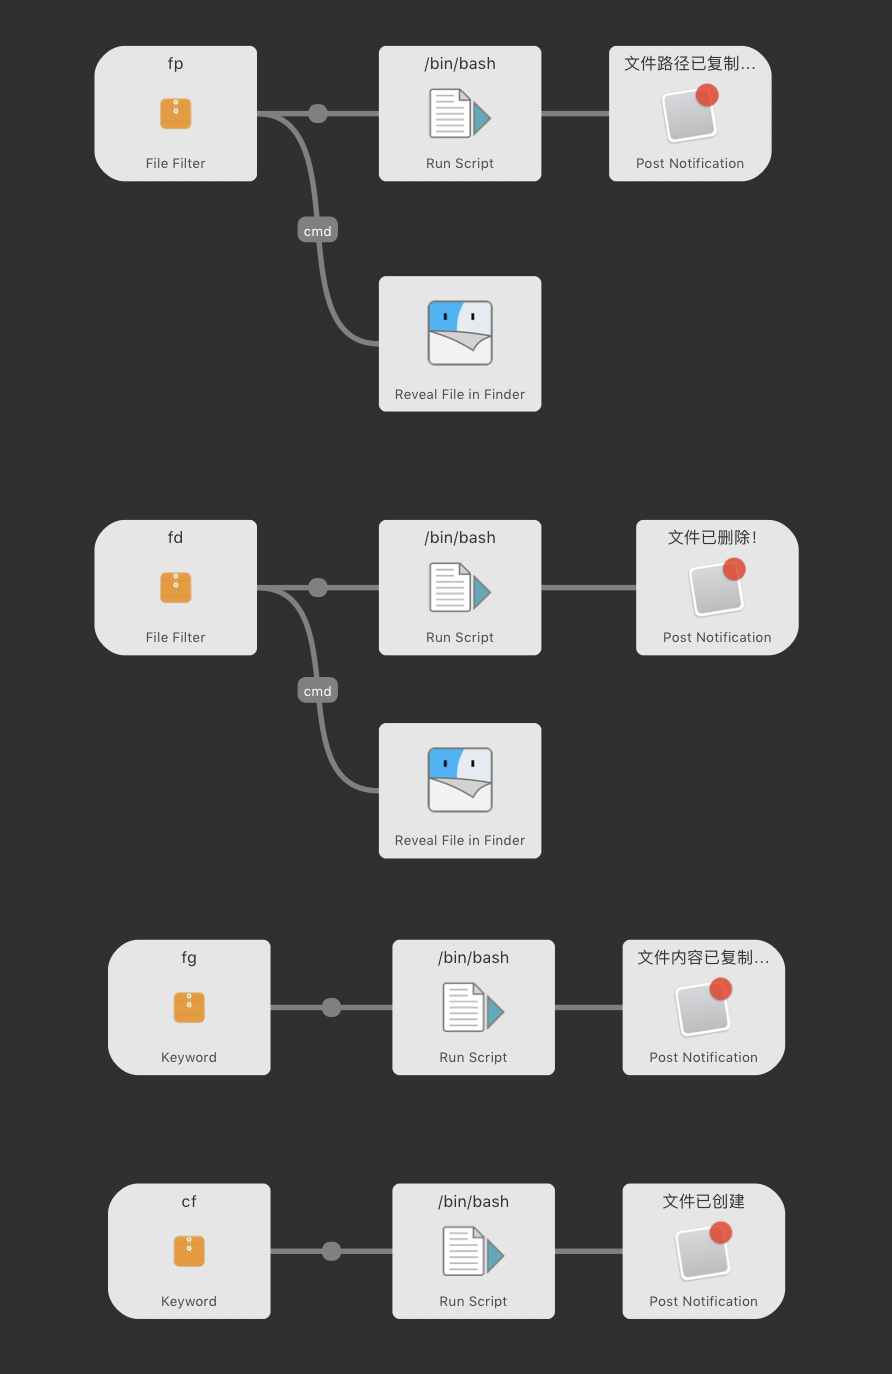 fp
File Filter
/bin/bash
Run Script
文件路径已复制...
Post Notification
cmd
Reveal File in Finder
fd
File Filter
/bin/bash
Run Script
文件已删除！
Post Notification
cmd
Reveal File in Finder
fg
Keyword
/bin/bash
Run Script
文件内容已复制...
Post Notification
cf
Keyword
/bin/bash
Run Script
文件已创建
Post Notification